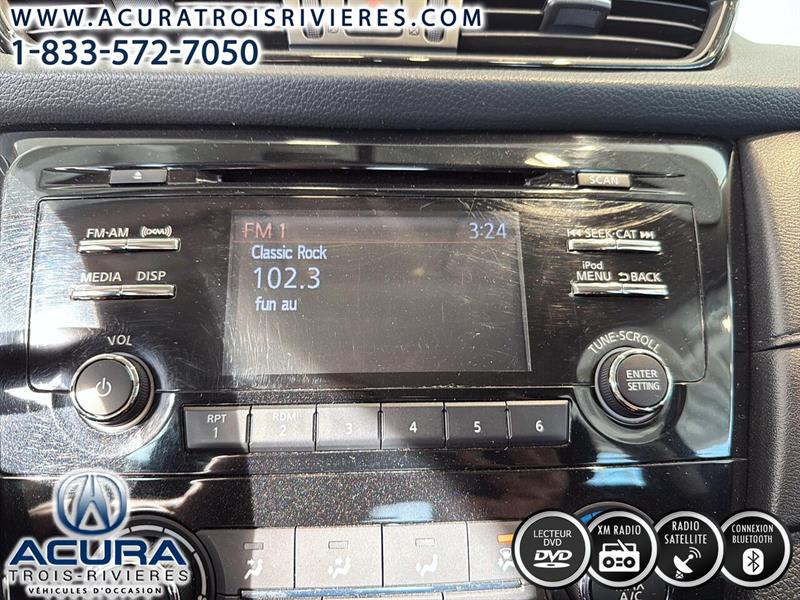 WWW.ACURATROISRIVIERES.COM
1-833-572-7050
SCAN
FM·AM
MEDIA DISP
VOL
FM 1 3:24
Classic Rock
102.3
fun au
SEEK·CAT
iPod
MENU BACK
TUNE·SCROLL
ENTER
SETTING
RPT
1
RDM
2
3
4
5
6
ACURA
TROIS-RIVIÈRES
VÉHICULES D'OCCASION
A/C
LECTEUR
DVD
DVD
XM RADIO
RADIO
SATELLITE
CONNEXION
BLUETOOTH